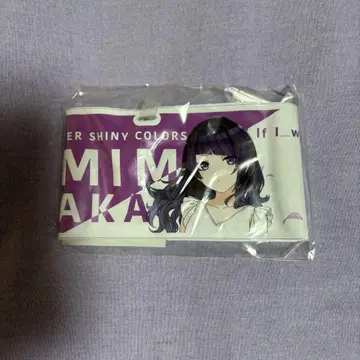 ER SHINY COLORS
If I_w
MIM
AKA